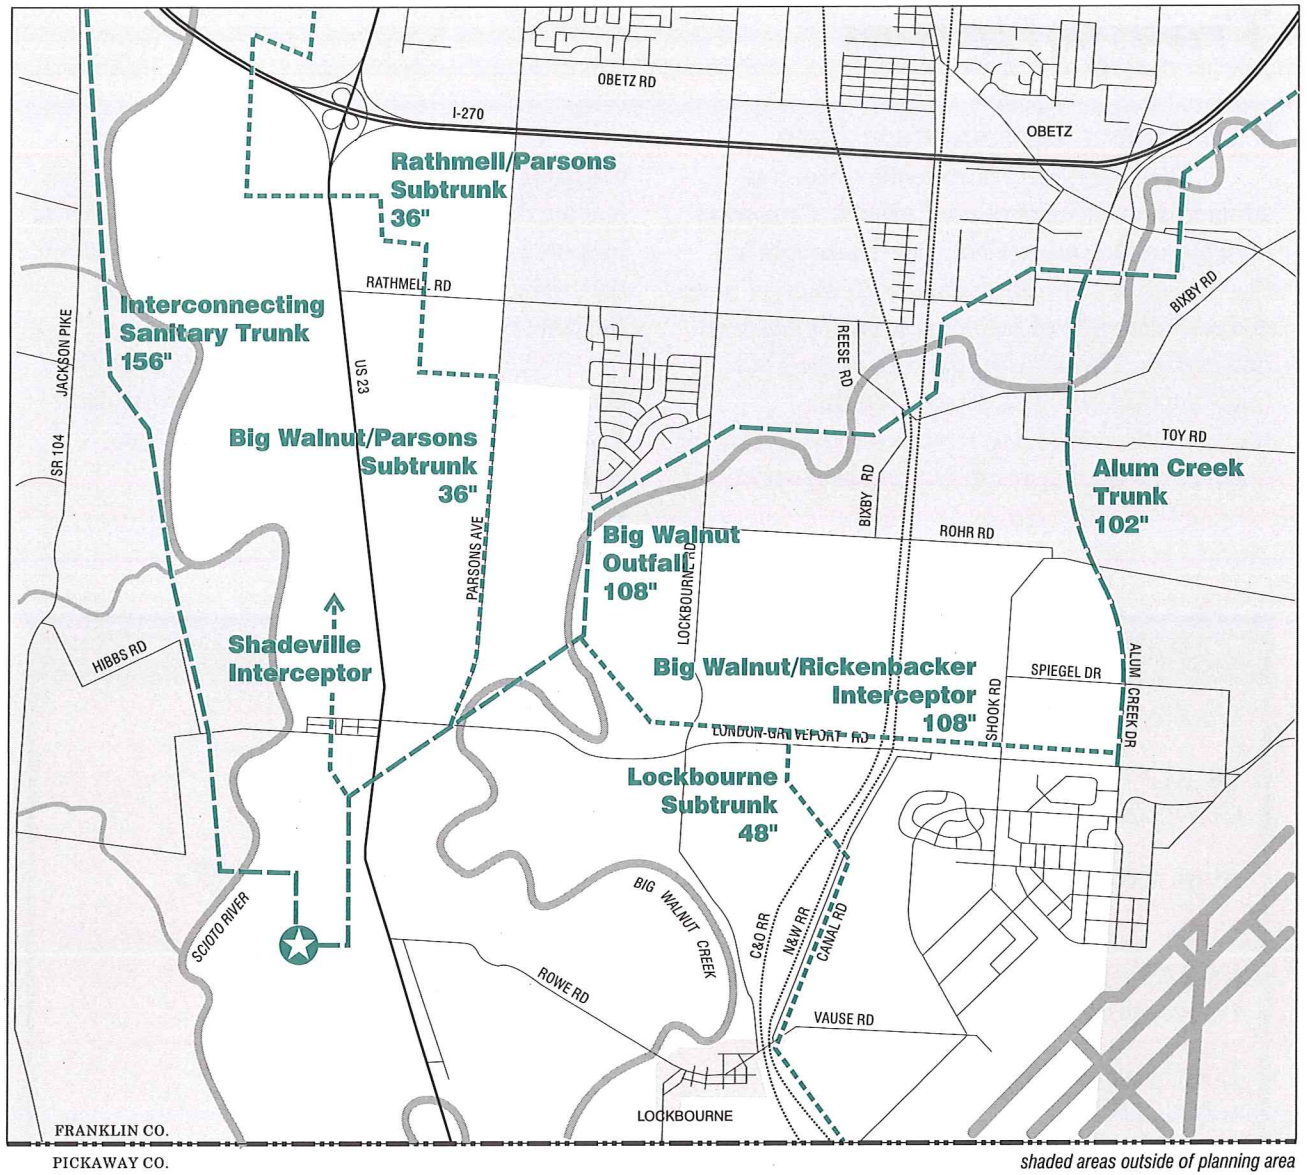 OBETZ RD
I-270
OBETZ
Rathmell/Parsons
Subtrunk
36"
RATHMELL RD
BIXBY RD
Interconnecting
Sanitary Trunk
156"
JACKSON PIKE
SR 104
US 23
REESE RD
Big Walnut/Parsons
Subtrunk
36"
TOY RD
Alum Creek
Trunk
102"
BIXBY RD
PARSONS AVE
Big Walnut
Outfall
108"
LOCKBOURNE RD
ROHR RD
HIBBS RD
Shadeville
Interceptor
Big Walnut/Rickenbacker
Interceptor
108"
SPIEGEL DR
SHOOK RD
ALUM CREEK DR
LONDON-GROVEPORT RD
Lockbourne
Subtrunk
48"
SCIOTO RIVER
BIG WALNUT CREEK
C&O RR
N&W RR
CANAL RD
ROWE RD
VAUSE RD
LOCKBOURNE
FRANKLIN CO.
PICKAWAY CO.
shaded areas outside of planning area